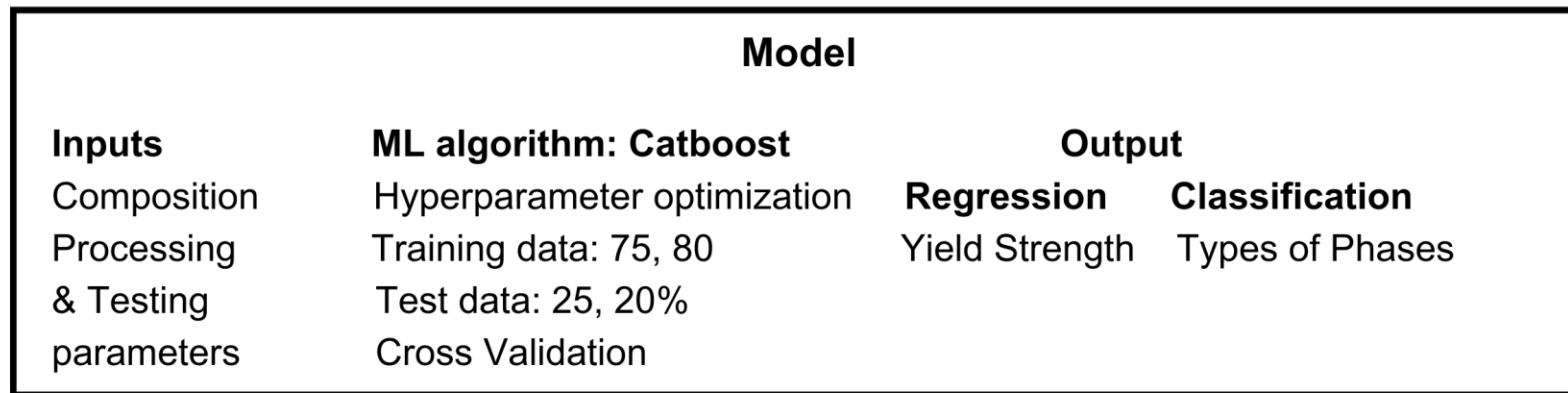 Model
Inputs ML algorithm: Catboost Output
Composition Hyperparameter optimization Regression Classification
Processing Training data: 75, 80 Yield Strength Types of Phases
& Testing Test data: 25, 20%
parameters Cross Validation